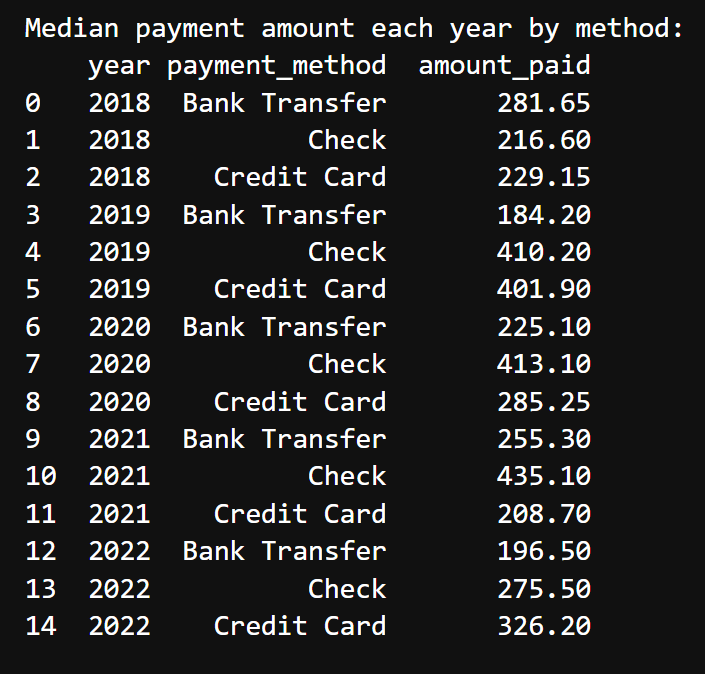 Median payment amount each year by method:
year payment_method amount_paid
0 2018 Bank Transfer 281.65
1 2018 Check 216.60
2 2018 Credit Card 229.15
3 2019 Bank Transfer 184.20
4 2019 Check 410.20
5 2019 Credit Card 401.90
6 2020 Bank Transfer 225.10
7 2020 Check 413.10
8 2020 Credit Card 285.25
9 2021 Bank Transfer 255.30
10 2021 Check 435.10
11 2021 Credit Card 208.70
12 2022 Bank Transfer 196.50
13 2022 Check 275.50
14 2022 Credit Card 326.20